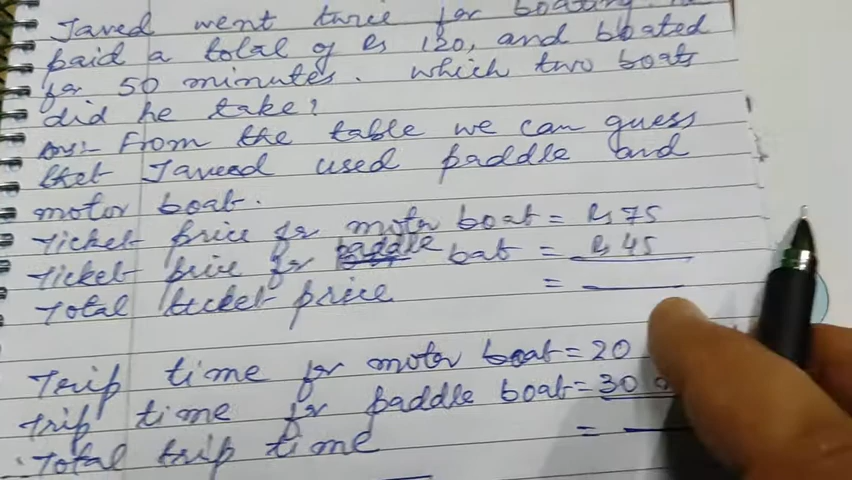 Javed went twice for boating. He
paid a total of Rs 120, and boated
for 50 minutes. Which two boats
did he take?
Ans:- From the table we can guess
that Javeed used paddle and
motor boat.
Ticket price for motor boat = Rs 75
Ticket price for paddle bat = Rs 45
Total ticket price =
Trip time for motor boat = 20
Trip time for paddle boat = 30
Total trip time =